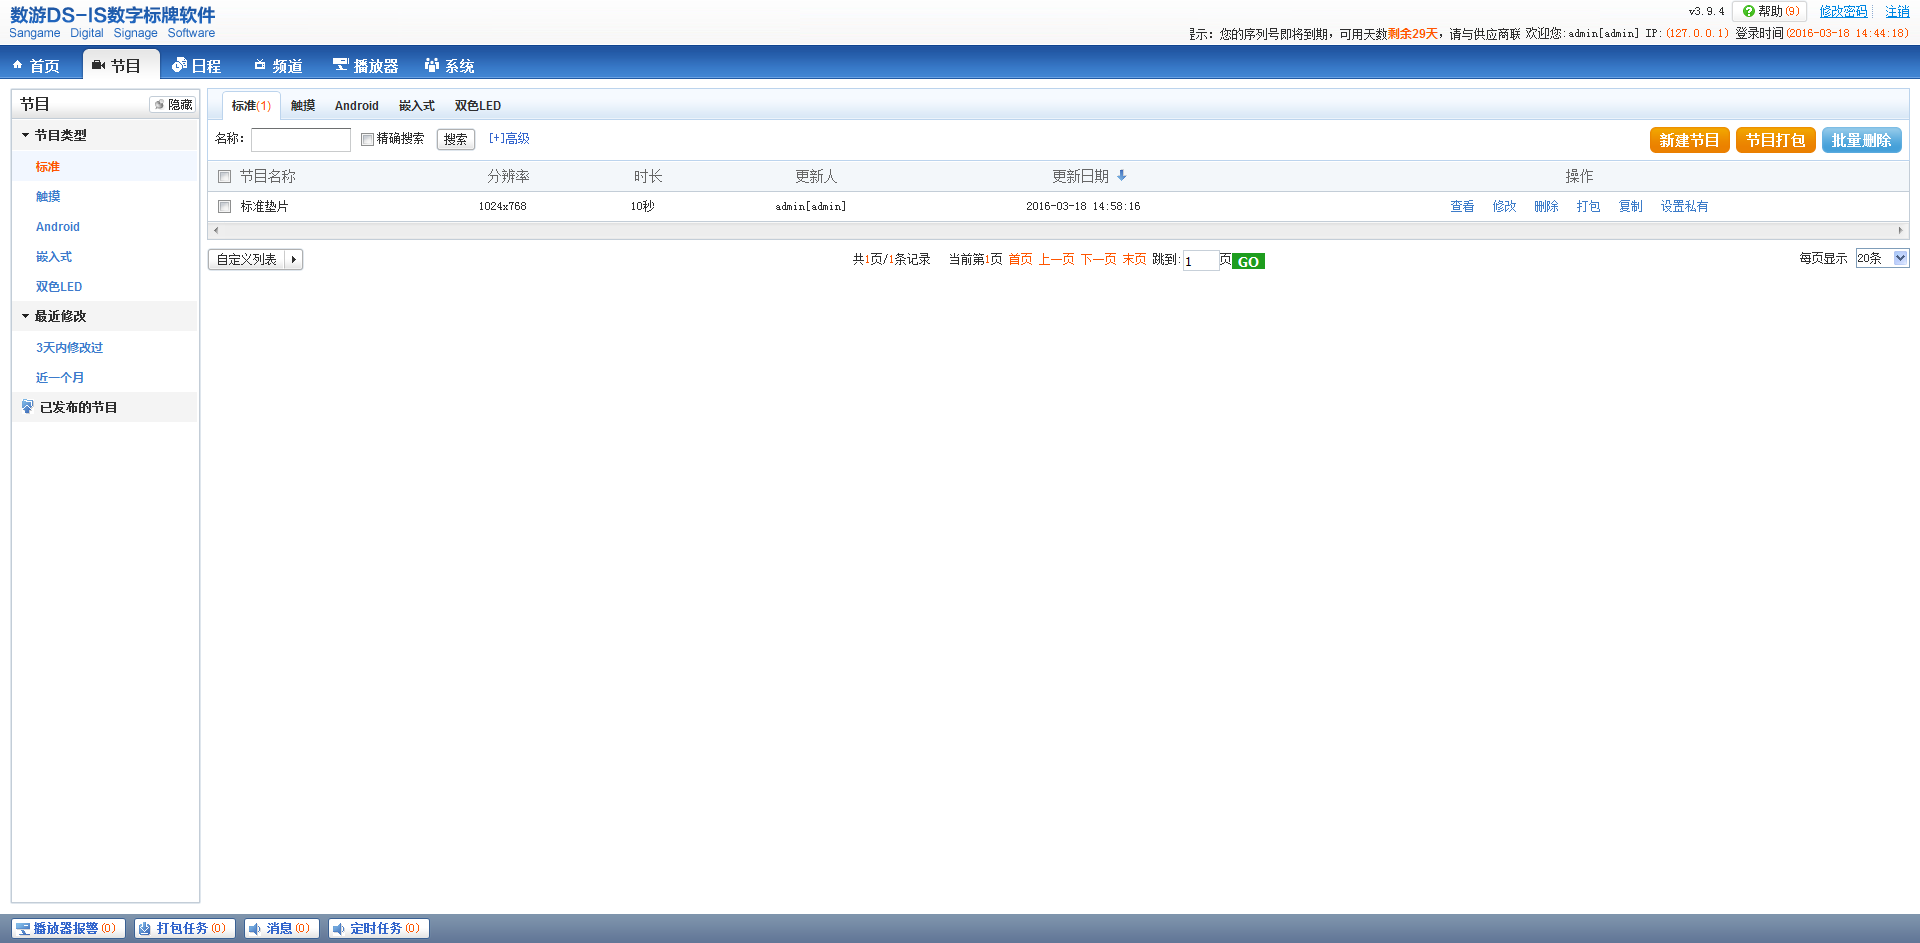 数游DS-IS数字标牌软件
Sangame Digital Signage Software
v3.9.4 帮助(9) 修改密码 注销
示：您的序列号即将到期，可用天数剩余29天，请与供应商联 欢迎您:admin[admin] IP:(127.0.0.1) 登录时间(2016-03-18 14:44:18)
首页 节目 日程 频道 播放器 系统
节目 隐藏
节目类型
标准
触摸
Android
嵌入式
双色LED
最近修改
3天内修改过
近一个月
已发布的节目
标准(1) 触摸 Android 嵌入式 双色LED
名称： 精确搜索 搜索 [+]高级 新建节目 节目打包 批量删除
节目名称 分辨率 时长 更新人 更新日期 操作
标准垫片 1024x768 10秒 admin[admin] 2016-03-18 14:58:16 查看 修改 删除 打包 复制 设置私有
自定义列表 共1页/1条记录 当前第1页 首页 上一页 下一页 末页 跳到:1页GO 每页显示 20条
播放器报警(0) 打包任务(0) 消息(0) 定时任务(0)